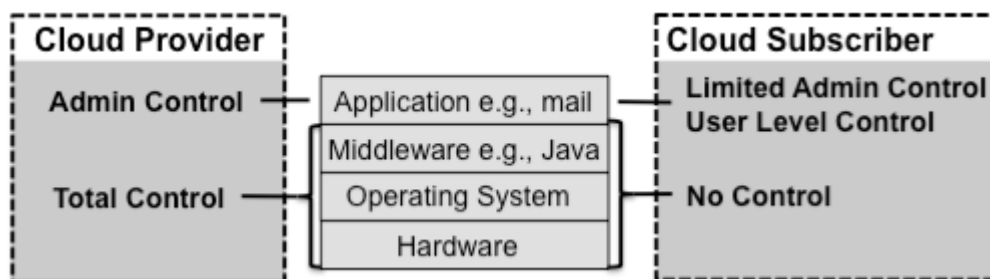 Cloud Provider
Admin Control
Total Control
Application e.g., mail
Middleware e.g., Java
Operating System
Hardware
Cloud Subscriber
Limited Admin Control
User Level Control
No Control